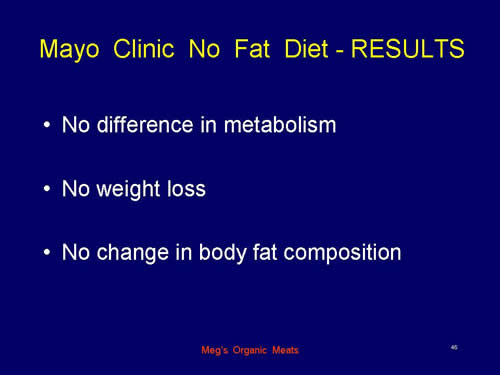 Mayo Clinic No Fat Diet - RESULTS
• No difference in metabolism
• No weight loss
• No change in body fat composition
Meg's Organic Meats
46